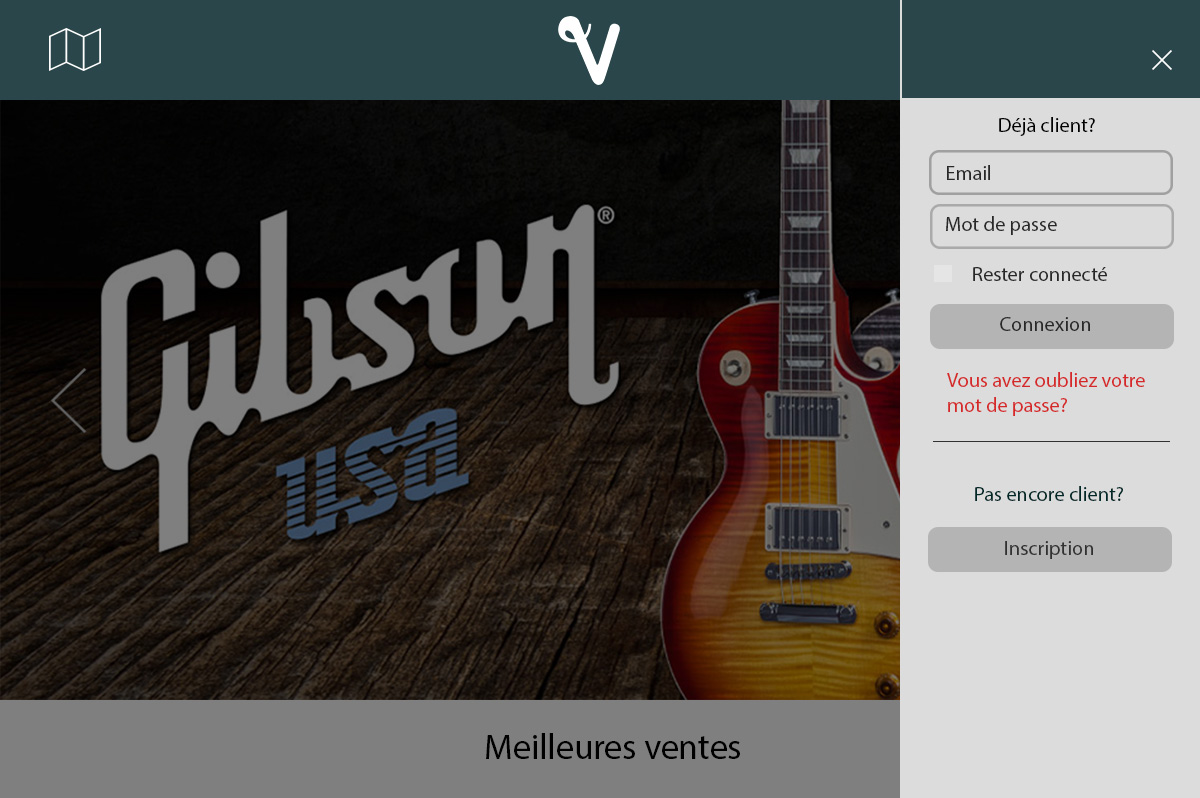 V
Déjà client?
Email
Mot de passe
Rester connecté
Connexion
Vous avez oubliez votre
mot de passe?
Pas encore client?
Inscription
Gibson®
USA
Meilleures ventes